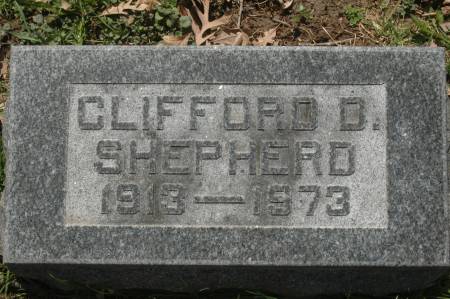 CLIFFORD D.
SHEPHERD
1913 — 1973